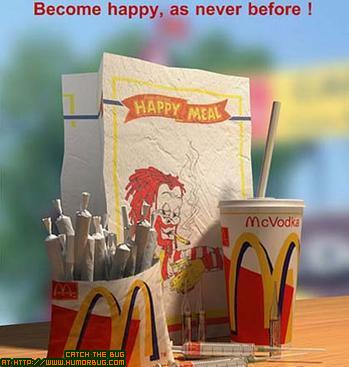 Become happy, as never before !
HAPPY MEAL
McVodka
CATCH THE BUG
AT:HTTP://WWW.HUMORBUG.COM